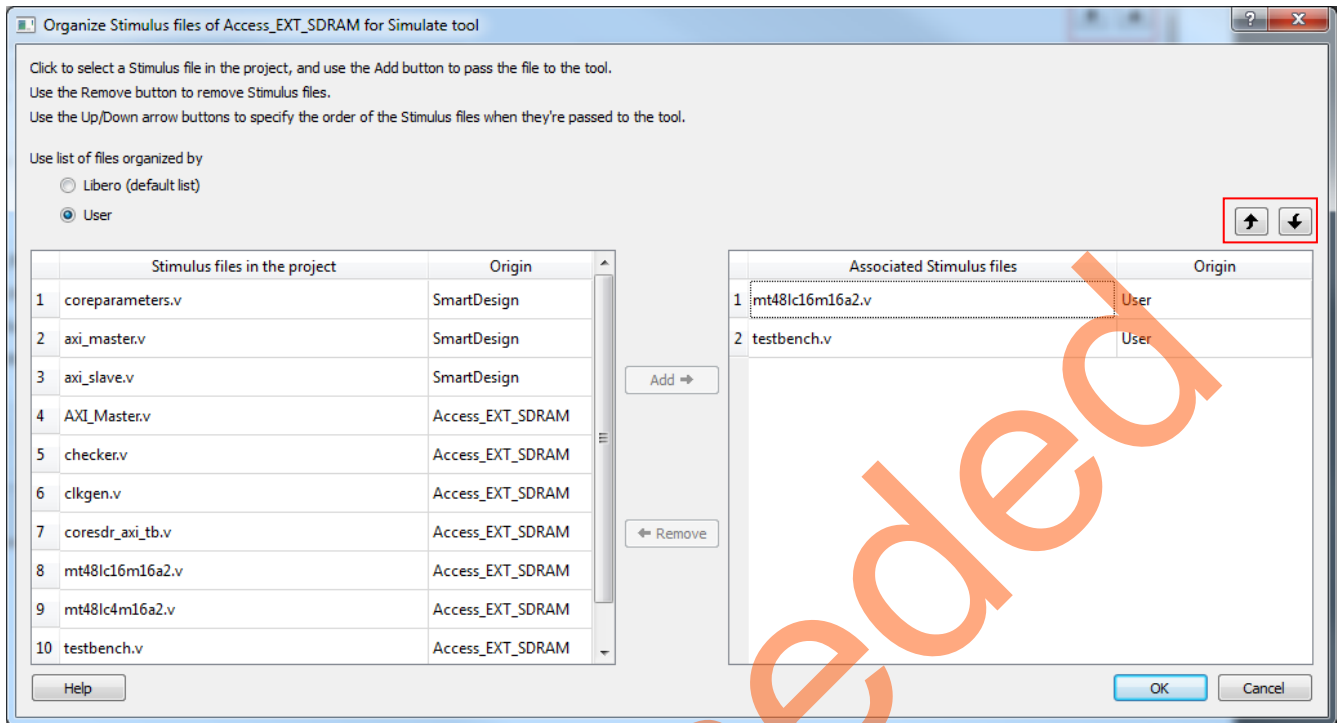 Organize Stimulus files of Access_EXT_SDRAM for Simulate tool
?
Click to select a Stimulus file in the project, and use the Add button to pass the file to the tool.
Use the Remove button to remove Stimulus files.
Use the Up/Down arrow buttons to specify the order of the Stimulus files when they're passed to the tool.
Use list of files organized by
Libero (default list)
User
Stimulus files in the project Origin
1 coreparameters.v SmartDesign
2 axi_master.v SmartDesign
3 axi_slave.v SmartDesign
4 AXI_Master.v Access_EXT_SDRAM
5 checker.v Access_EXT_SDRAM
6 clkgen.v Access_EXT_SDRAM
7 coresdr_axi_tb.v Access_EXT_SDRAM
8 mt48lc16m16a2.v Access_EXT_SDRAM
9 mt48lc4m16a2.v Access_EXT_SDRAM
10 testbench.v Access_EXT_SDRAM
Add
Remove
Associated Stimulus files Origin
1 mt48lc16m16a2.v User
2 testbench.v User
Help
OK
Cancel
eded